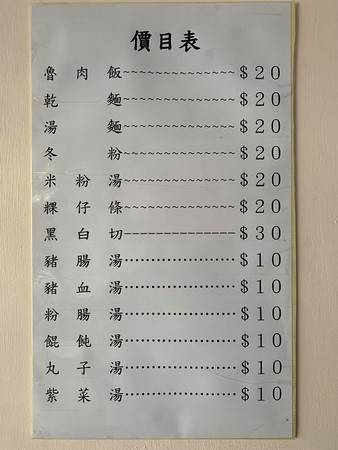 價目表
魯肉飯~~~~~~~~~~~~~~$20
乾麵~~~~~~~~~~~~~~$20
湯麵~~~~~~~~~~~~~~$20
冬粉~~~~~~~~~~~~~~$20
米粉湯~~~~~~~~~~~~~~$20
粿仔條~~~~~~~~~~~~~~$20
黑白切--------------$30
豬腸湯····················$10
豬血湯····················$10
粉腸湯····················$10
餛飩湯····················$10
丸子湯····················$10
紫菜湯····················$10